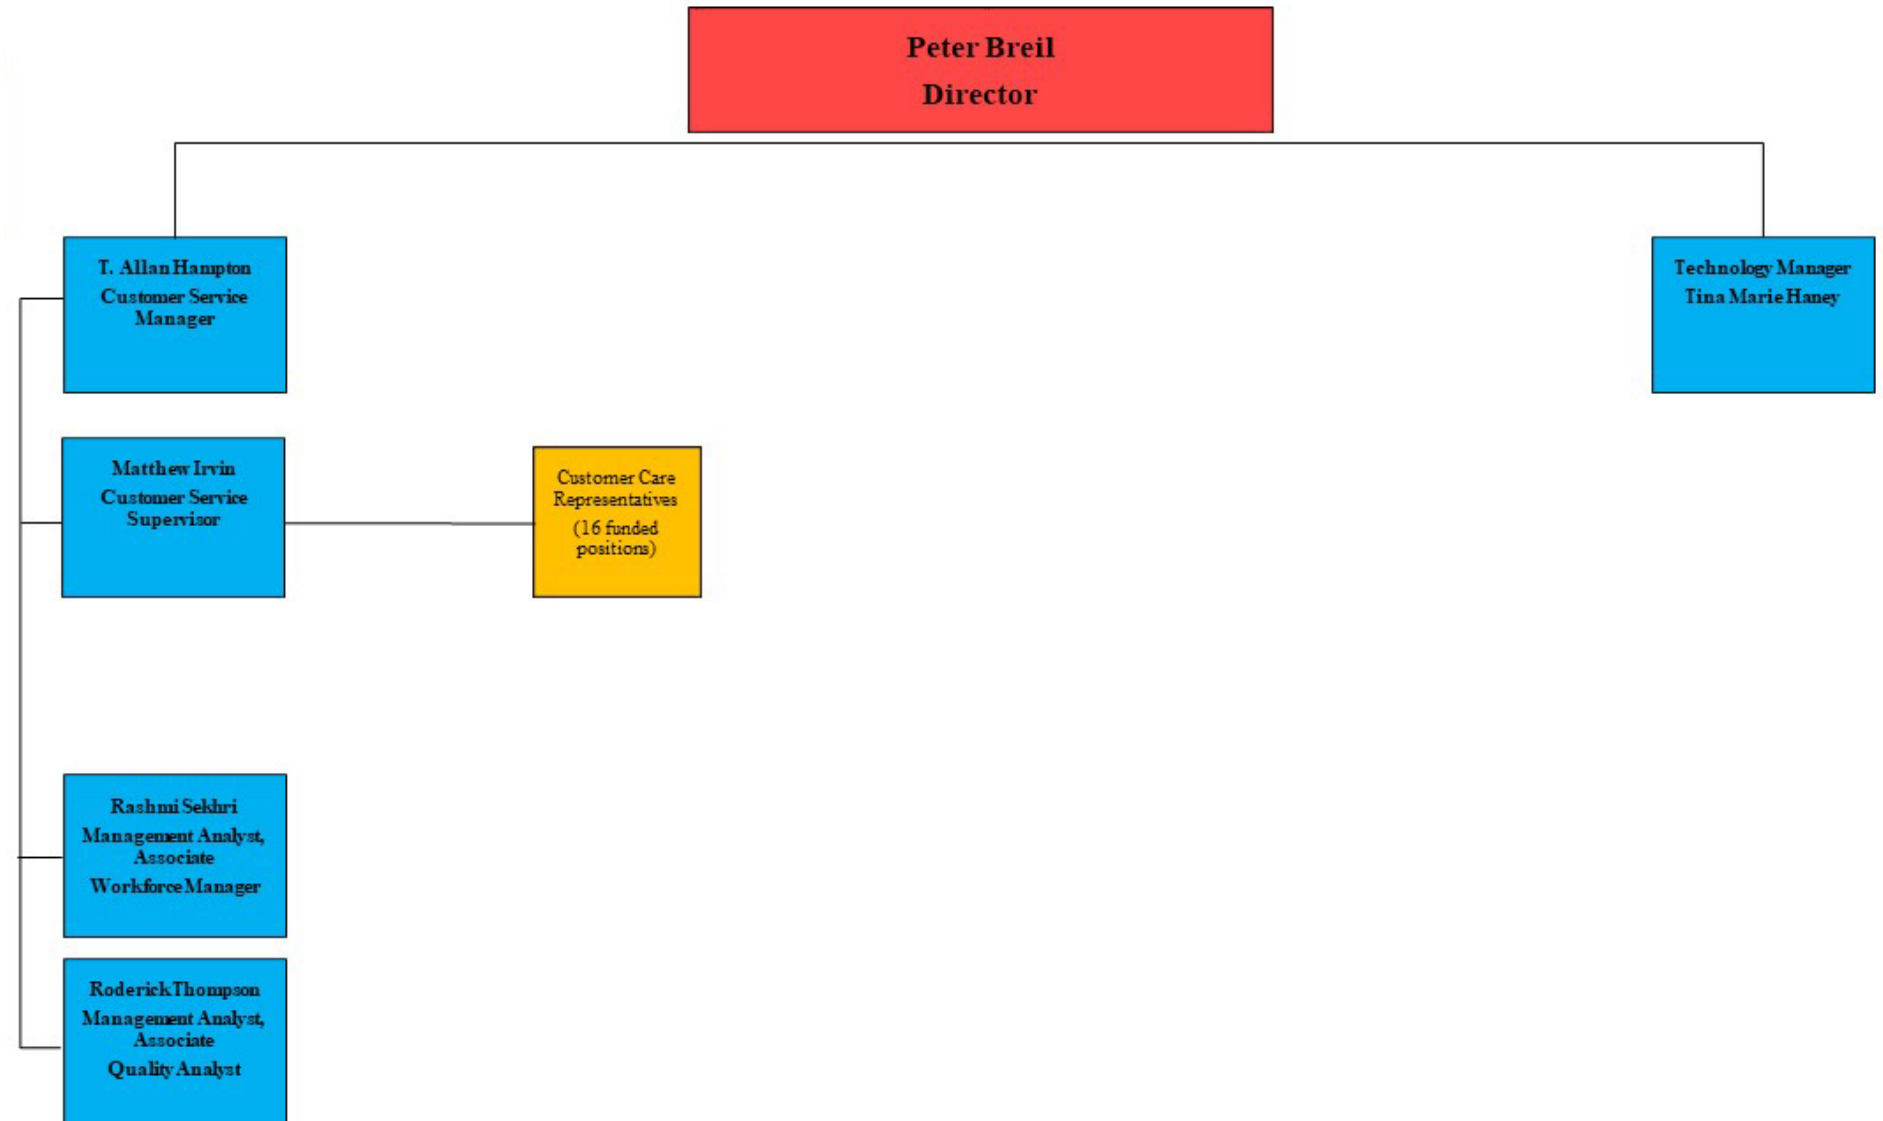 Peter Breil
Director
T. Allan Hampton
Customer Service
Manager
Technology Manager
Tina Marie Haney
Matthew Irvin
Customer Service
Supervisor
Customer Care
Representatives
(16 funded
positions)
Rashmi Sekhri
Management Analyst,
Associate
Workforce Manager
Roderick Thompson
Management Analyst,
Associate
Quality Analyst